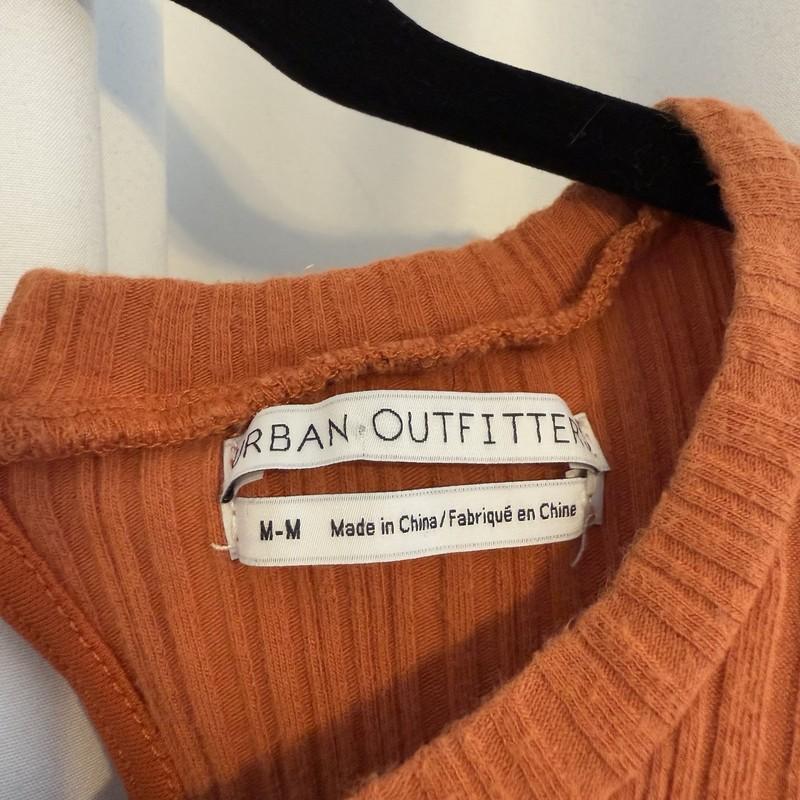 URBAN OUTFITTERS
M-M Made in China/Fabriqué en Chine